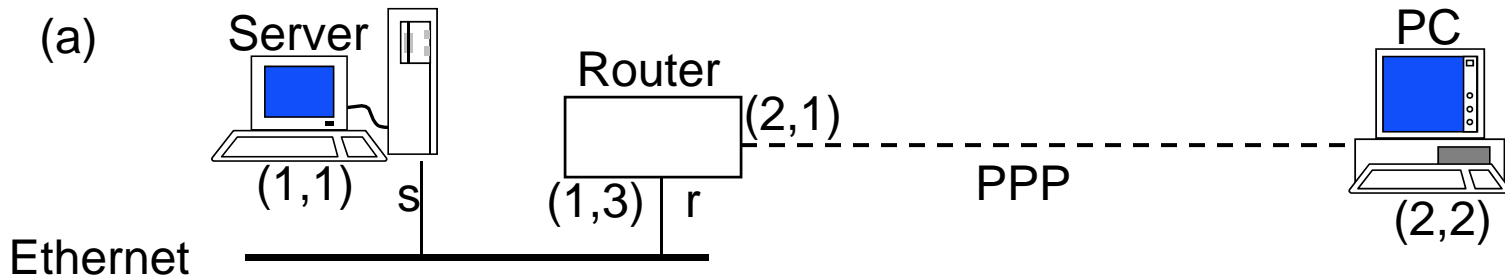 (a)
Server
Router
PC
(2,1)
PPP
(1,1)
s
(1,3)
r
(2,2)
Ethernet